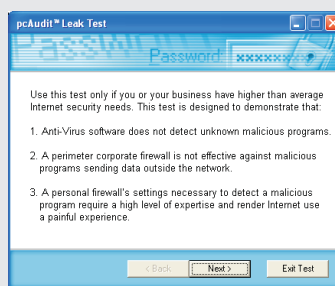 pcAudit™ Leak Test
Password
Password: xxxxxxxx
Use this test only if you or your business have higher than average
Internet security needs. This test is designed to demonstrate that:
1. Anti-Virus software does not detect unknown malicious programs.
2. A perimeter corporate firewall is not effective against malicious
programs sending data outside the network.
3. A personal firewall's settings necessary to detect a malicious
program require a high level of expertise and render Internet use
a painful experience.
< Back
Next >
Exit Test